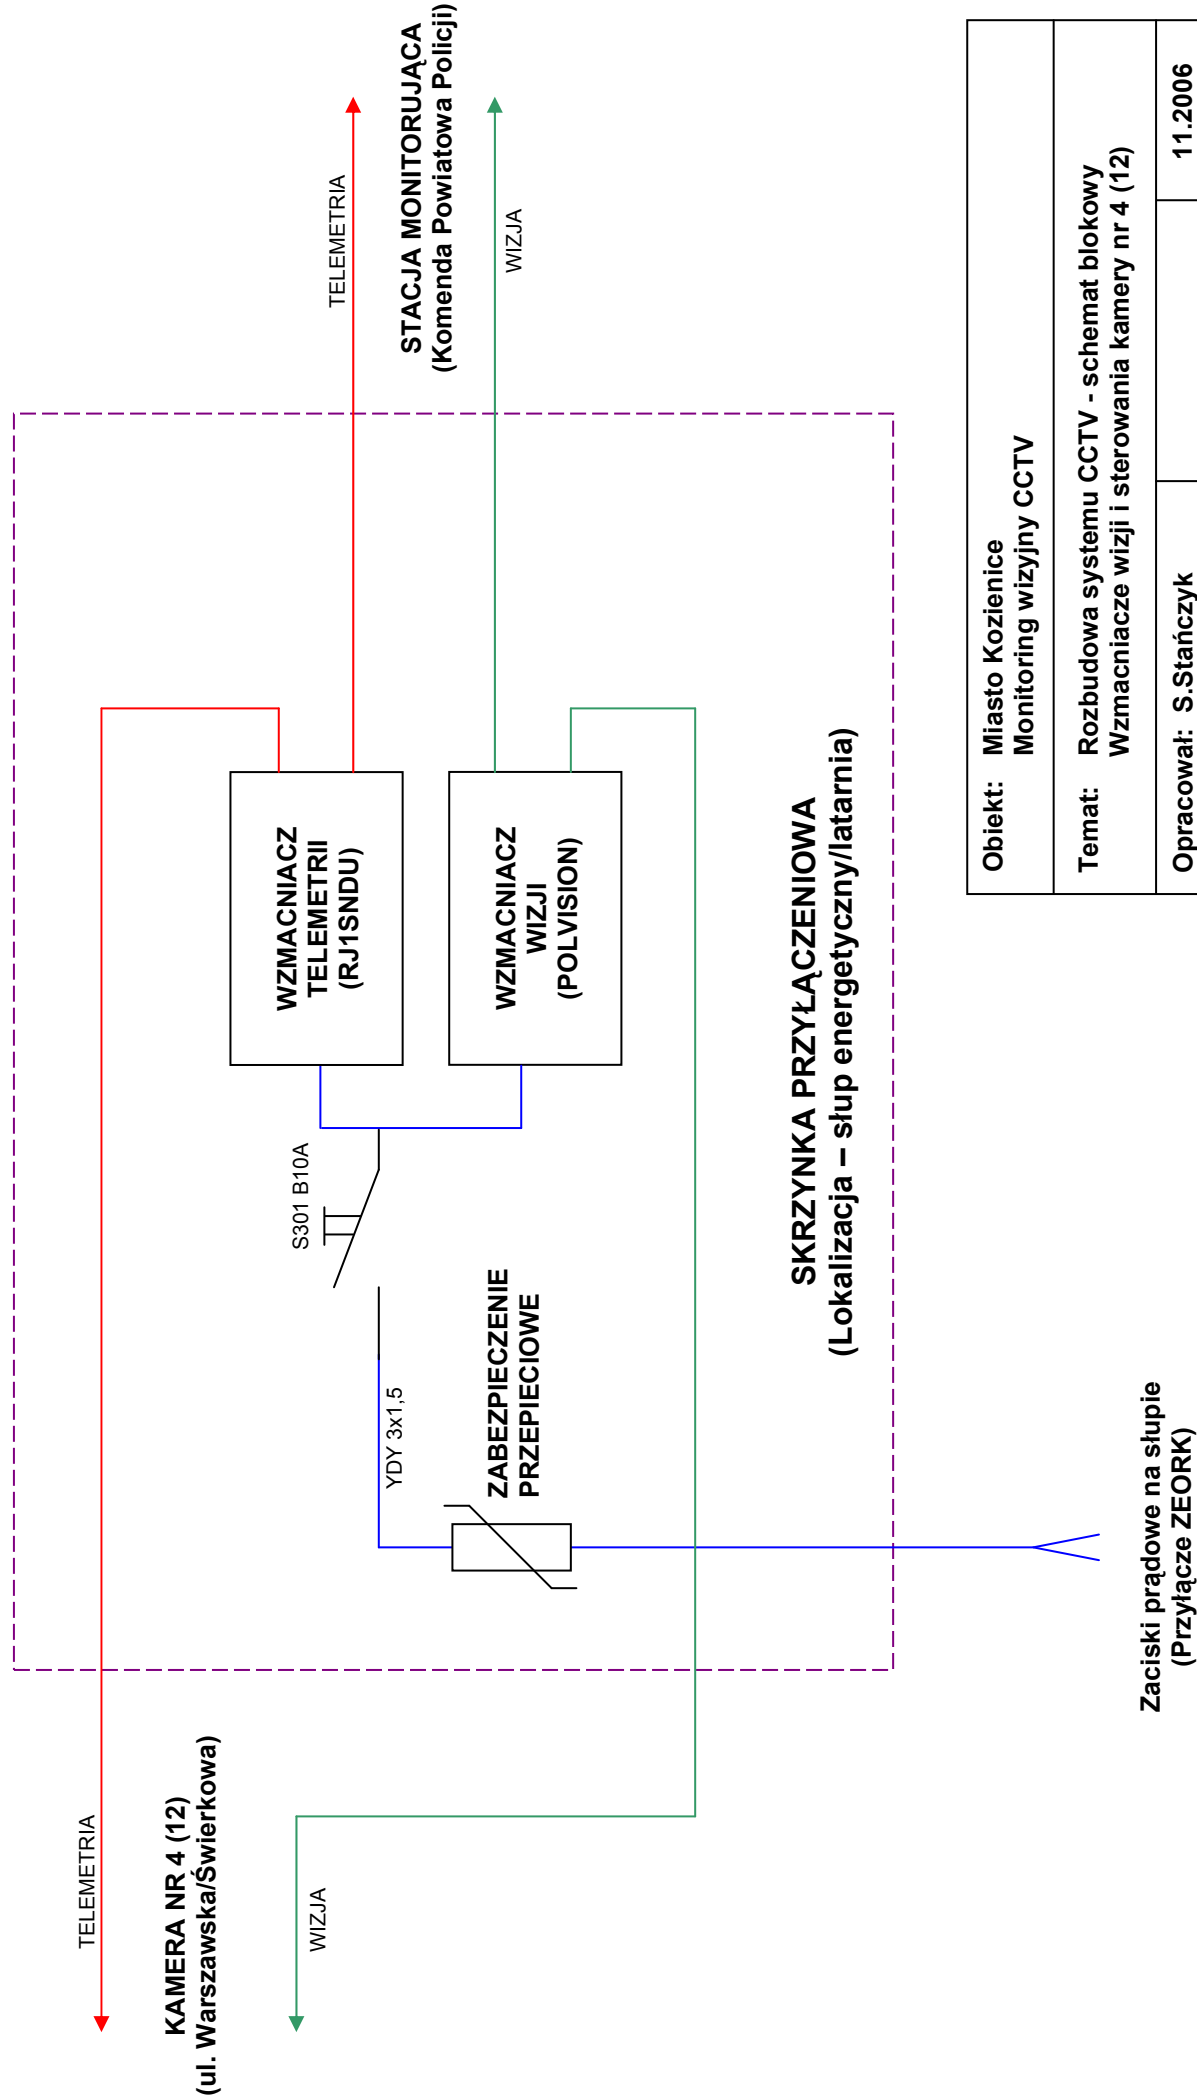 TELEMETRIA
KAMERA NR 4 (12)
(ul. Warszawska/Świerkowa)
WIZJA
S301 B10A
YDY 3x1,5
ZABEZPIECZENIE
PRZEPIECIOWE
WZMACNIACZ
TELEMETRII
(RJ1SNDU)
WZMACNIACZ
WIZJI
(POLVISION)
TELEMETRIA
STACJA MONITORUJĄCA
(Komenda Powiatowa Policji)
WIZJA
SKRZYNKA PRZYŁĄCZENIOWA
(Lokalizacja – słup energetyczny/latarnia)
Zaciski prądowe na słupie
(Przyłącze ZEORK)
Obiekt: Miasto Kozienice
Monitoring wizyjny CCTV
Temat: Rozbudowa systemu CCTV - schemat blokowy
Wzmacniacze wizji i sterowania kamery nr 4 (12)
Opracował: S.Stańczyk 11.2006